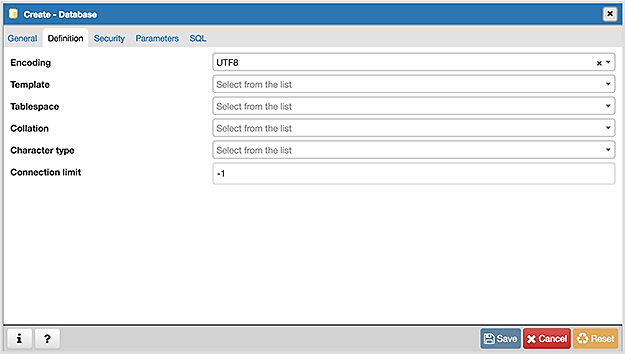 Create - Database
General Definition Security Parameters SQL
Encoding UTF8
Template Select from the list
Tablespace Select from the list
Collation Select from the list
Character type Select from the list
Connection limit -1
i ? Save Cancel Reset